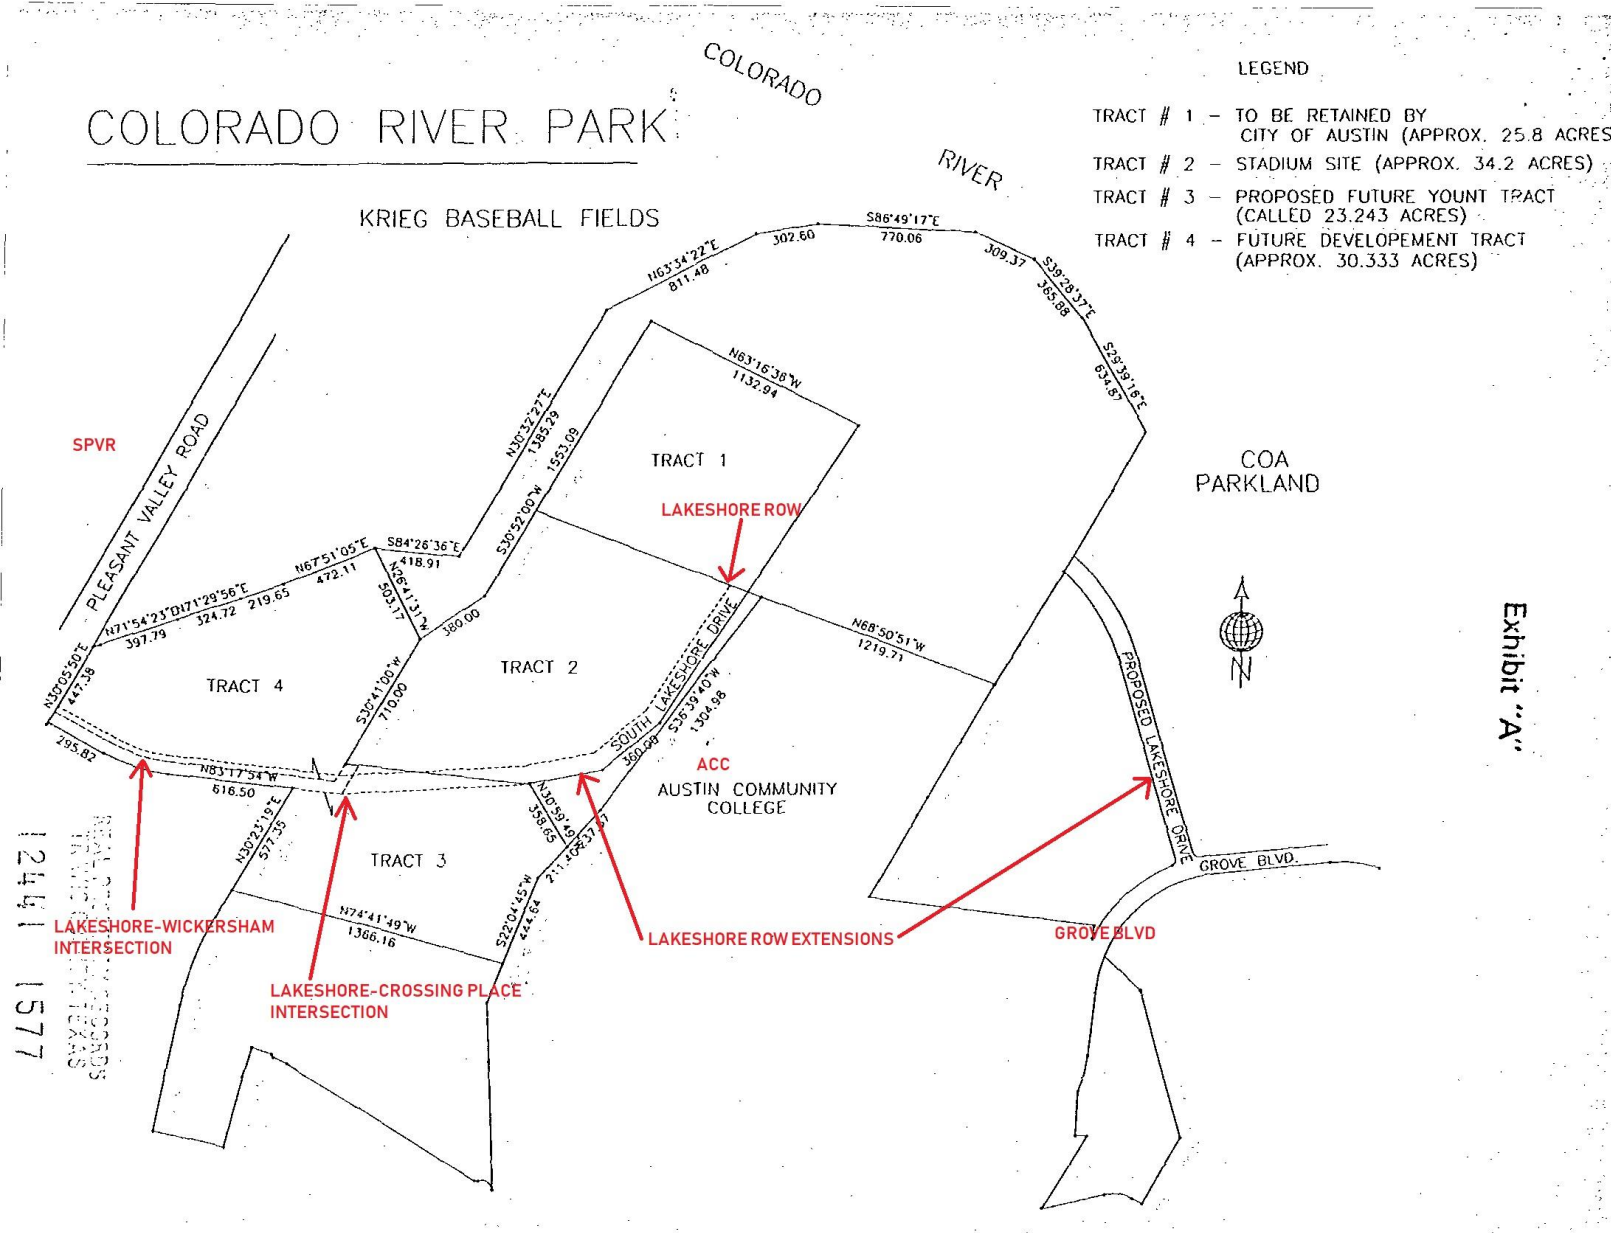 COLORADO
RIVER
COLORADO RIVER PARK
KRIEG BASEBALL FIELDS
LEGEND
TRACT # 1 - TO BE RETAINED BY
CITY OF AUSTIN (APPROX. 25.8 ACRES
TRACT # 2 - STADIUM SITE (APPROX. 34.2 ACRES)
TRACT # 3 - PROPOSED FUTURE YOUNT TRACT
(CALLED 23.243 ACRES)
TRACT # 4 - FUTURE DEVELOPEMENT TRACT
(APPROX. 30.333 ACRES)
N63°34'22"E
811.48
302.60
S86°49'17"E
770.06
309.37
S39°28'37"E
365.88
S29°39'16"E
634.87
N63°16'38"W
1132.94
N30°32'27"E
1385.29
1553.09
S30°52'00"W
SPVR
PLEASANT VALLEY ROAD
TRACT 1
LAKESHORE ROW
COA
PARKLAND
S84°26'36"E
418.91
N67°51'05"E
472.11
N26°41'31"W
503.17
N71°29'56"E
219.65
324.72
N71°54'23"E
397.79
380.00
N30°05'50"E
447.38
TRACT 4
TRACT 2
S30°41'00"W
710.00
SOUTH LAKESHORE DRIVE
S36°39'40"W
1304.98
360.00
N68°50'51"W
1219.71
PROPOSED LAKESHORE DRIVE
N
Exhibit "A"
295.82
N83°17'54"W
616.50
ACC
AUSTIN COMMUNITY
COLLEGE
N30°59'49"
358.65
211.40
N30°23'19"E
577.35
TRACT 3
GROVE BLVD.
S22°04'45"W
444.64
N74°41'49"W
1366.16
LAKESHORE-WICKERSHAM
INTERSECTION
LAKESHORE ROW EXTENSIONS
GROVE BLVD
LAKESHORE-CROSSING PLACE
INTERSECTION
12441 1577